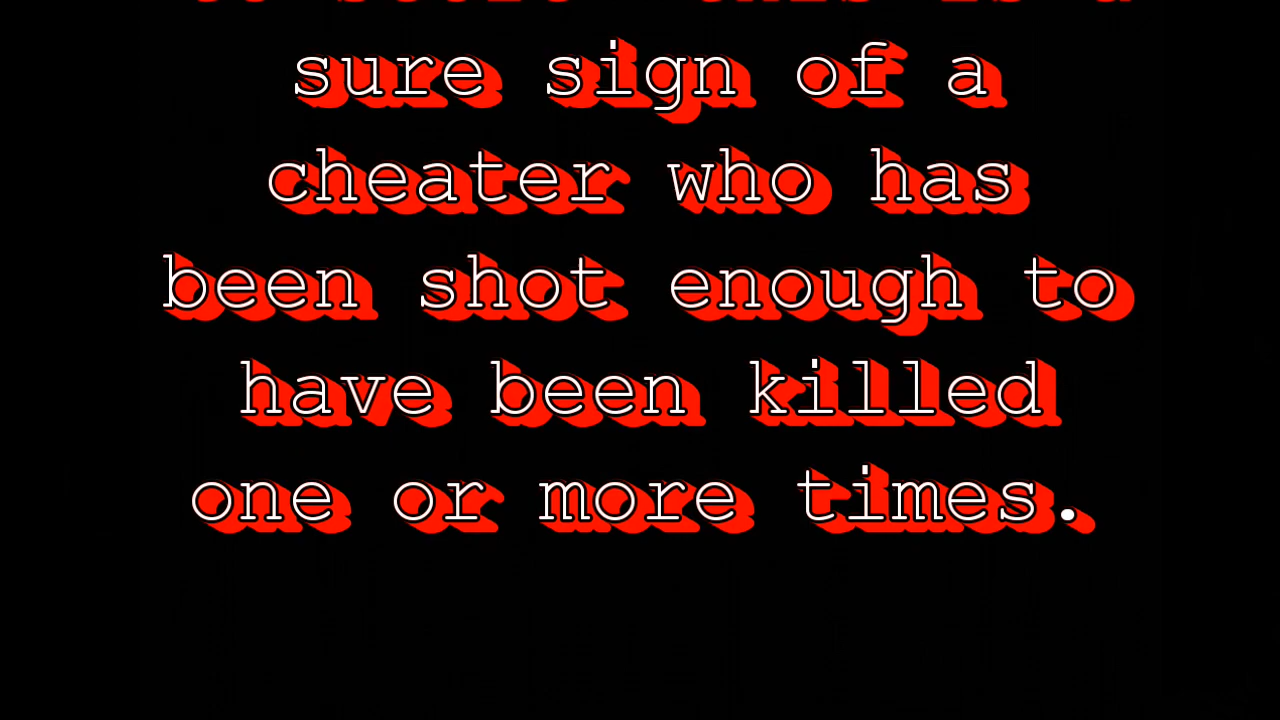 sure sign of a
cheater who has
been shot enough to
have been killed
one or more times.